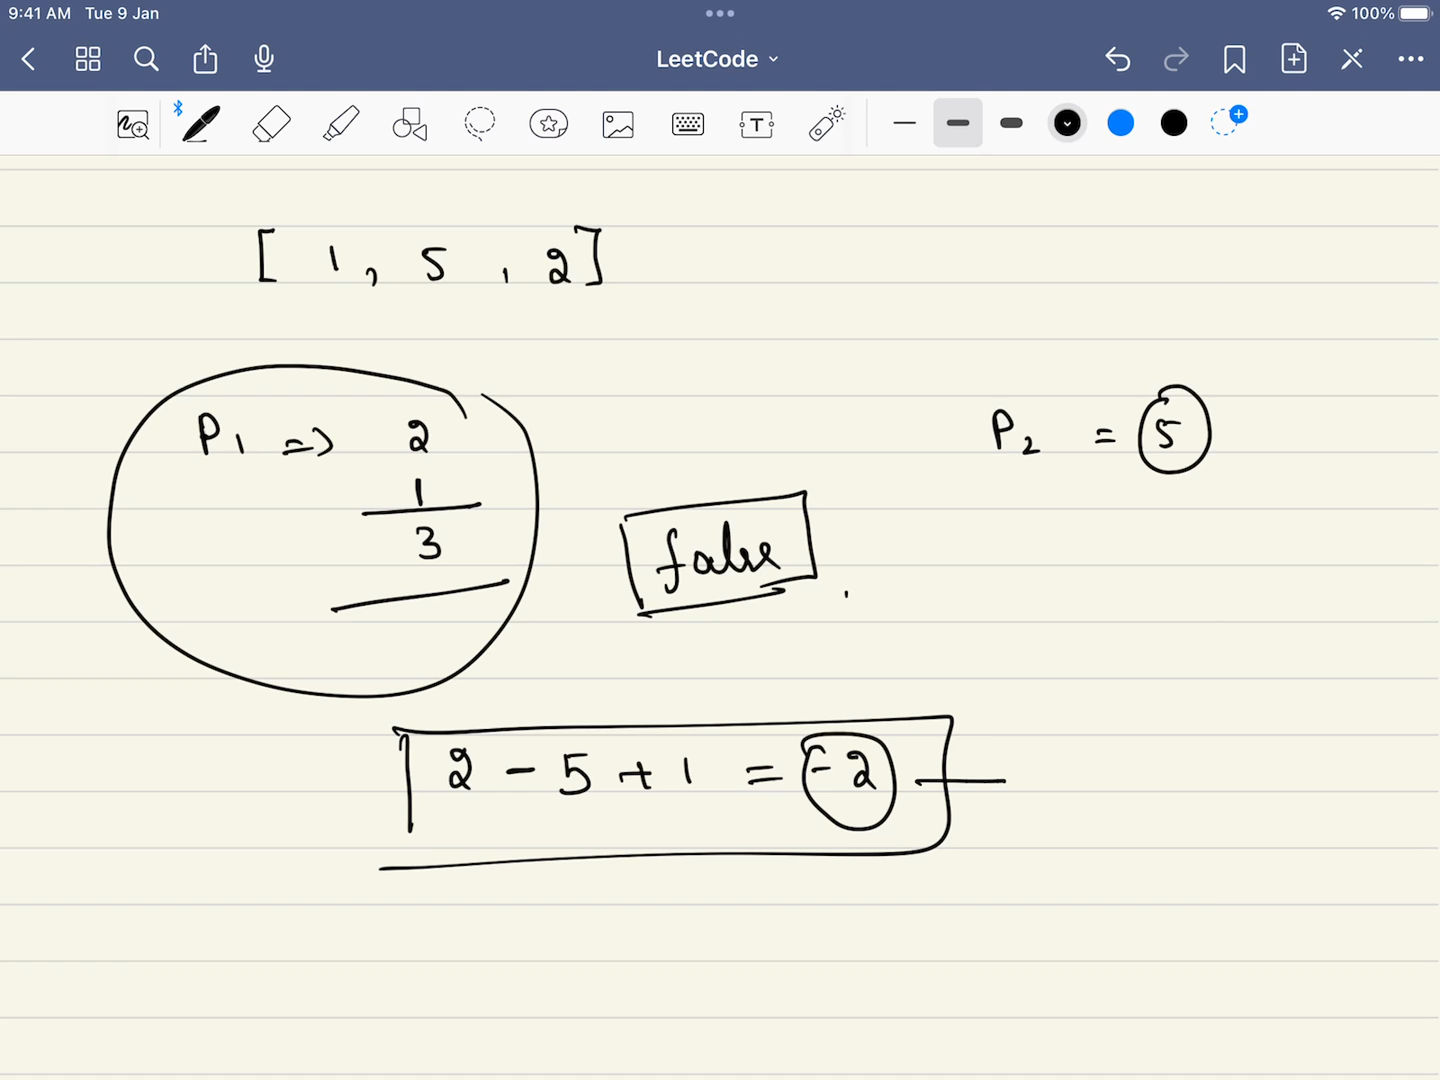 9:41 AM Tue 9 Jan
100%
LeetCode
T
[ 1, 5, 2]
P1 => 2
1
3
P2 = 5
false
2 - 5 + 1 = -2